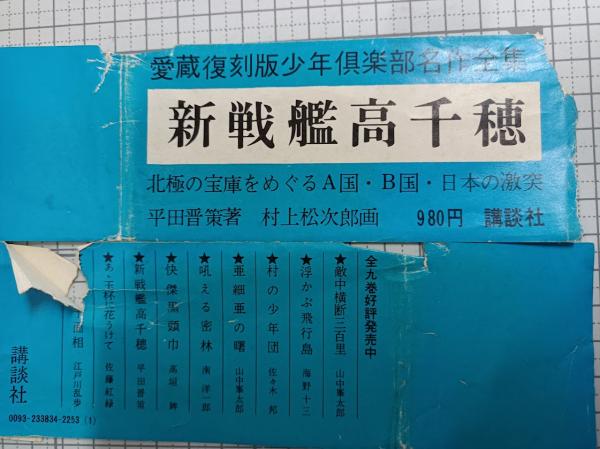 愛蔵復刻版少年倶楽部名作全集
新戦艦高千穂
北極の宝庫をめぐるA国・B国・日本の激突
平田晋策著 村上松次郎画 980円 講談社
全九巻好評発売中
★敵中横断三百里 山中峯太郎
★浮かぶ飛行島 海野十三
★村の少年団 佐々木邦
★亜細亜の曙 山中峯太郎
★吼える密林 南洋一郎
★快傑黒頭巾 高垣眸
★新戦艦高千穂 平田晋策
★あゝ玉杯に花うけて 佐藤紅緑
面相 江戸川乱歩
講談社
0093-233834-2253 (1)